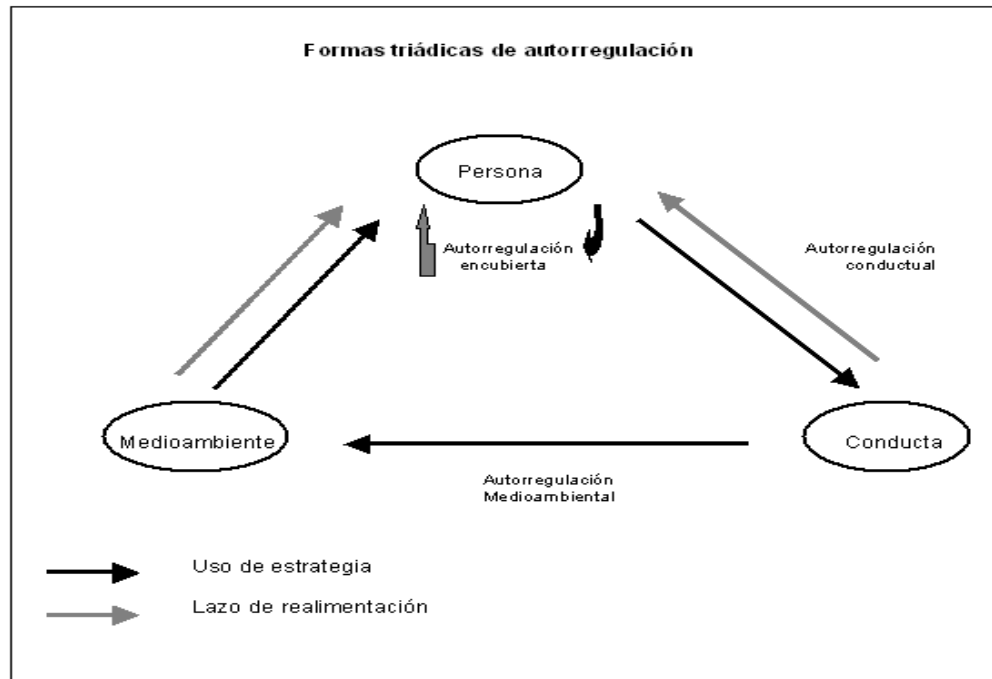 Formas triádicas de autorregulación
Persona
Autorregulación
encubierta
Autorregulación
conductual
Medioambiente
Conducta
Autorregulación
Medioambiental
Uso de estrategia
Lazo de realimentación